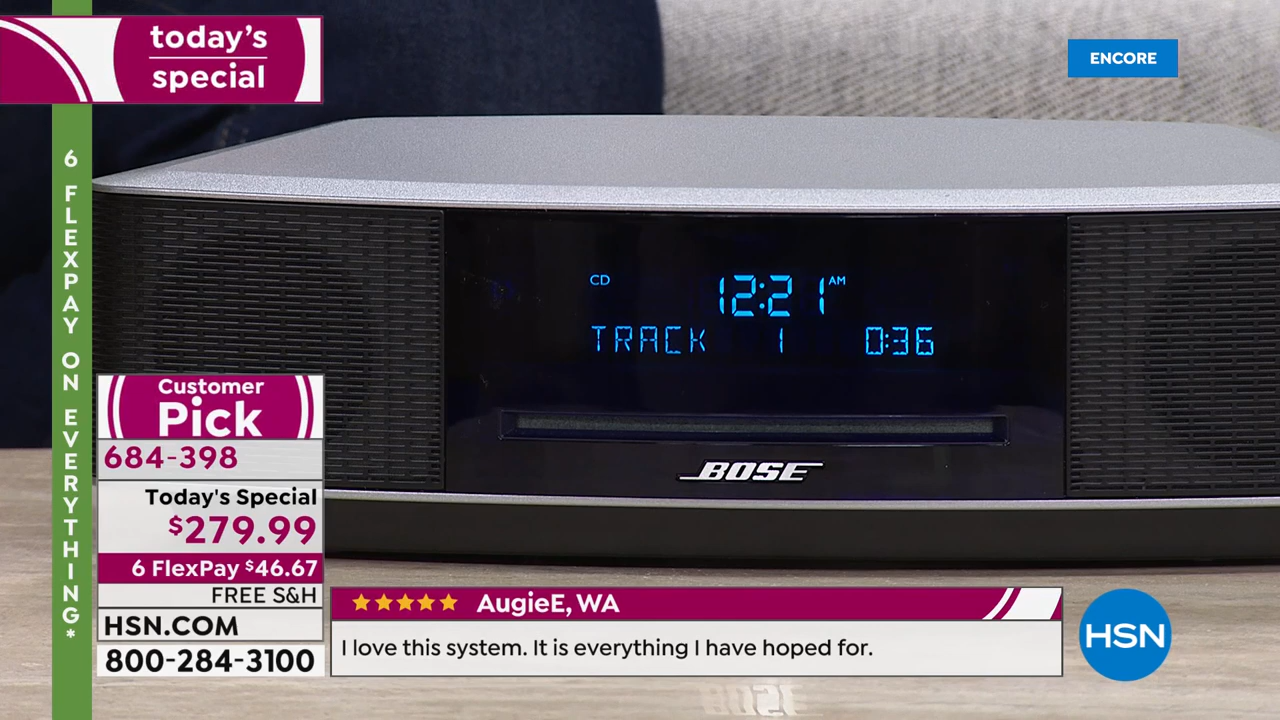 today's
special
ENCORE
6 FLEXPAY ON EVERYTHING*
CD
12:21 AM
TRACK 1 0:36
BOSE
Customer
Pick
684-398
Today's Special
$279.99
6 FlexPay $46.67
FREE S&H
HSN.COM
800-284-3100
AugieE, WA
I love this system. It is everything I have hoped for.
HSN